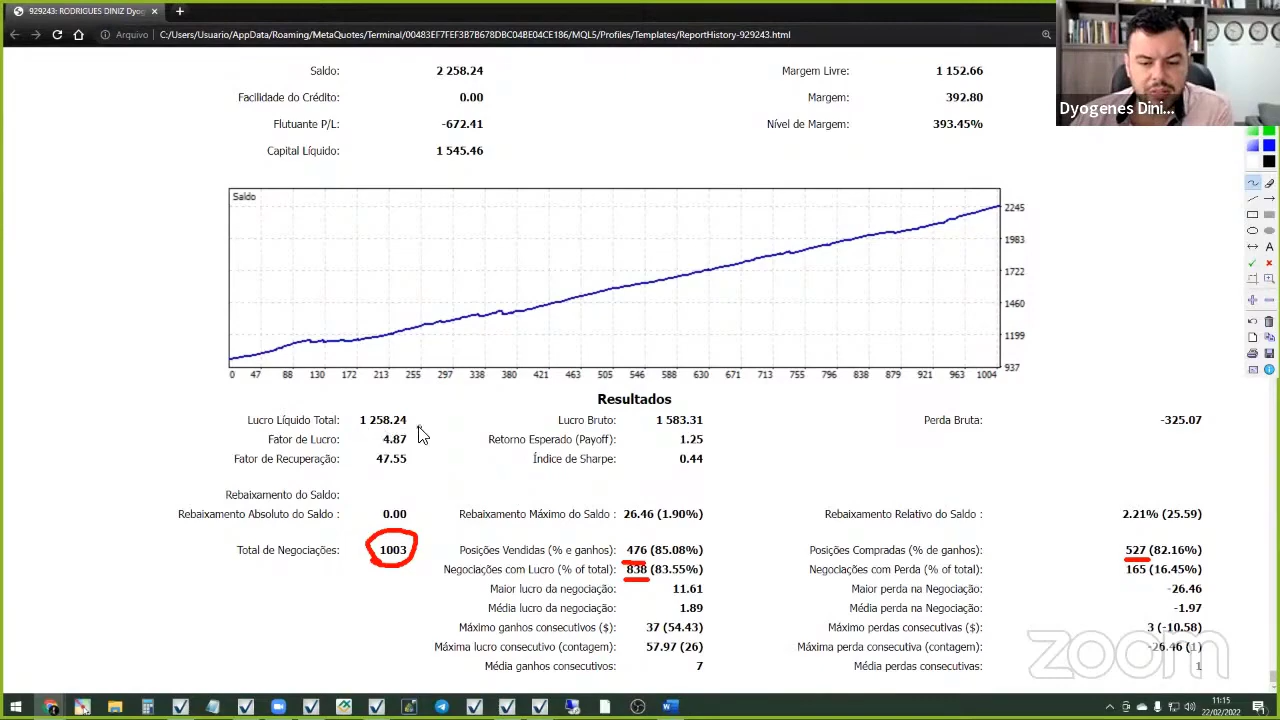 929243: RODRIGUES DINIZ Dyog
Arquivo | C:/Users/Usuario/AppData/Roaming/MetaQuotes/Terminal/00483EF7FEF3B7B678DBC04BE04CE186/MQL5/Profiles/Templates/ReportHistory-929243.html
Dyogenes Dini...
Saldo: 2 258.24 Margem Livre: 1 152.66
Facilidade do Crédito: 0.00 Margem: 392.80
Flutuante P/L: -672.41 Nível de Margem: 393.45%
Capital Líquido: 1 545.46
Saldo
2245
1983
1722
1460
1199
937
0 47 88 130 172 213 255 297 338 380 421 463 505 546 588 630 671 713 755 796 838 879 921 963 1004
Resultados
Lucro Líquido Total: 1 258.24 Lucro Bruto: 1 583.31 Perda Bruta: -325.07
Fator de Lucro: 4.87 Retorno Esperado (Payoff): 1.25
Fator de Recuperação: 47.55 Índice de Sharpe: 0.44
Rebaixamento do Saldo:
Rebaixamento Absoluto do Saldo : 0.00 Rebaixamento Máximo do Saldo : 26.46 (1.90%) Rebaixamento Relativo do Saldo : 2.21% (25.59)
Total de Negociações: 1003 Posições Vendidas (% e ganhos): 476 (85.08%) Posições Compradas (% de ganhos): 527 (82.16%)
Negociações com Lucro (% of total): 838 (83.55%) Negociações com Perda (% of total): 165 (16.45%)
Maior lucro da negociação: 11.61 Maior perda na Negociação: -26.46
Média lucro da negociação: 1.89 Média perda na Negociação: -1.97
Máximo ganhos consecutivos ($): 37 (54.43) Máximo perdas consecutivas ($): 3 (-10.58)
Máxima lucro consecutivo (contagem): 57.97 (26) Máxima perda consecutiva (contagem): -26.46 (1)
Média ganhos consecutivos: 7 Média perdas consecutivas: 1
zoom
A
W
11:15
22/02/2022